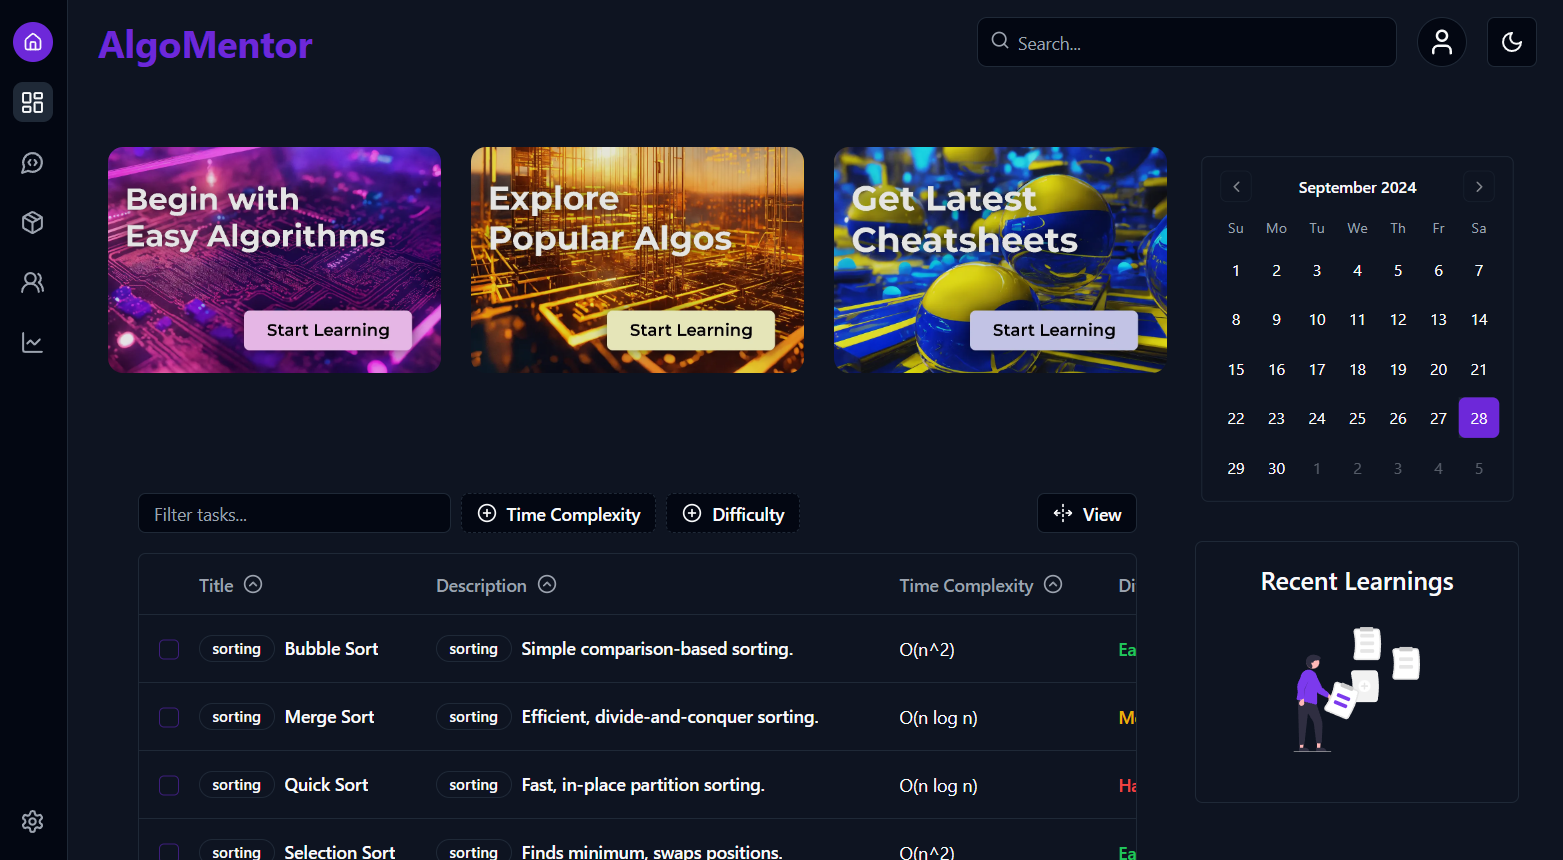 AlgoMentor
Search...
Begin with
Easy Algorithms
Start Learning
Explore
Popular Algos
Start Learning
Get Latest
Cheatsheets
Start Learning
September 2024
Su Mo Tu We Th Fr Sa
1 2 3 4 5 6 7
8 9 10 11 12 13 14
15 16 17 18 19 20 21
22 23 24 25 26 27 28
29 30 1 2 3 4 5
Filter tasks...
Time Complexity
Difficulty
View
Title Description Time Complexity Di
sorting Bubble Sort sorting Simple comparison-based sorting. O(n^2) Ea
sorting Merge Sort sorting Efficient, divide-and-conquer sorting. O(n log n) M
sorting Quick Sort sorting Fast, in-place partition sorting. O(n log n) Ha
sorting Selection Sort sorting Finds minimum, swaps positions. O(n^2) Ea
Recent Learnings